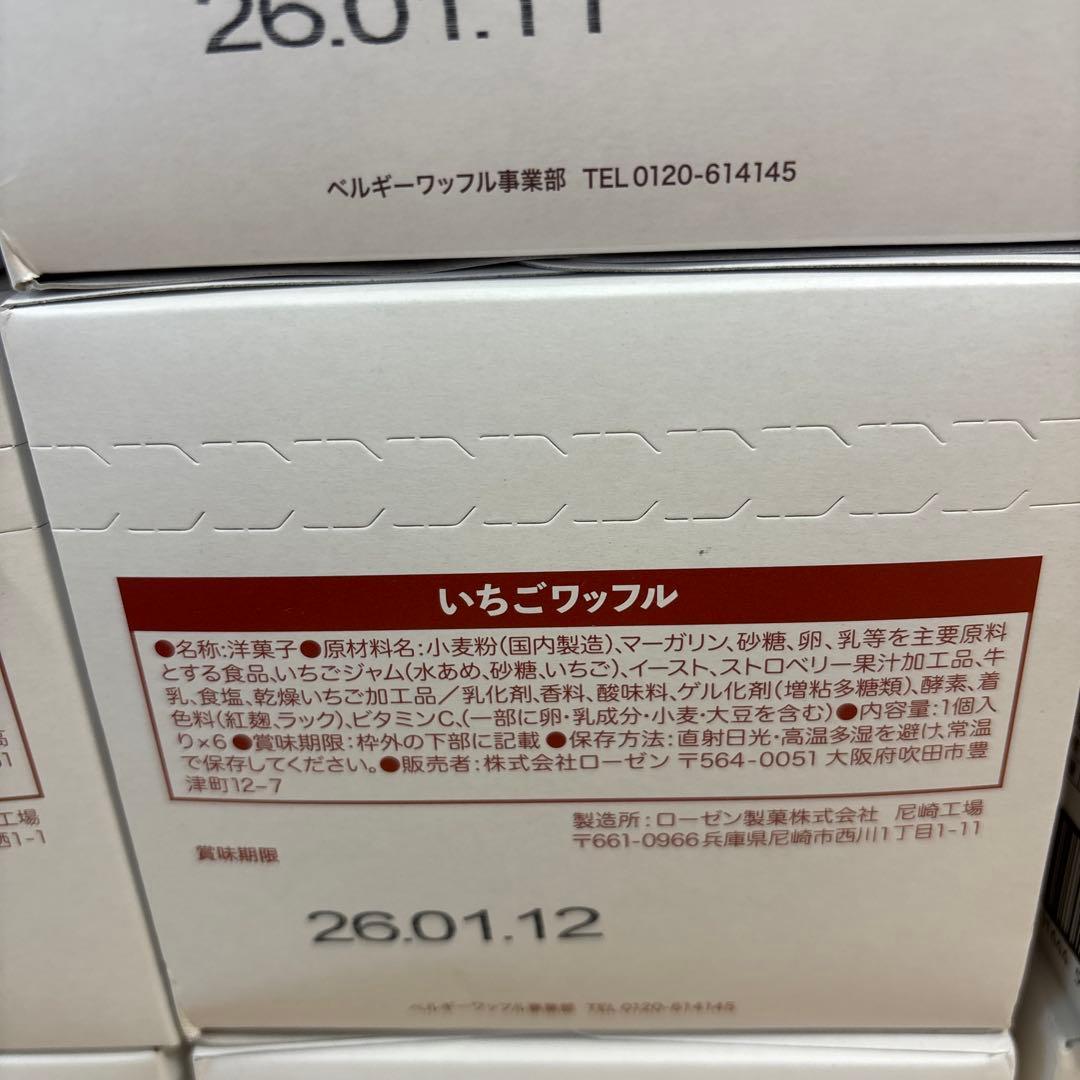 26.01.11
ベルギーワッフル事業部 TEL 0120-614145
いちごワッフル
●名称:洋菓子●原材料名:小麦粉(国内製造)、マーガリン、砂糖、卵、乳等を主要原料
とする食品、いちごジャム(水あめ、砂糖、いちご)、イースト、ストロベリー果汁加工品、牛
乳、食塩、乾燥いちご加工品／乳化剤、香料、酸味料、ゲル化剤(増粘多糖類)、酵素、着
色料(紅麹、ラック)、ビタミンC、(一部に卵・乳成分・小麦・大豆を含む)●内容量:1個入
り×6●賞味期限:枠外の下部に記載●保存方法:直射日光・高温多湿を避け、常温
で保存してください。●販売者:株式会社ローゼン 〒564-0051 大阪府吹田市豊
津町12-7
製造所:ローゼン製菓株式会社 尼崎工場
〒661-0966兵庫県尼崎市西川1丁目1-11
賞味期限
26.01.12
ベルギーワッフル事業部 TEL 0120-614145
高
51
工場
1-1